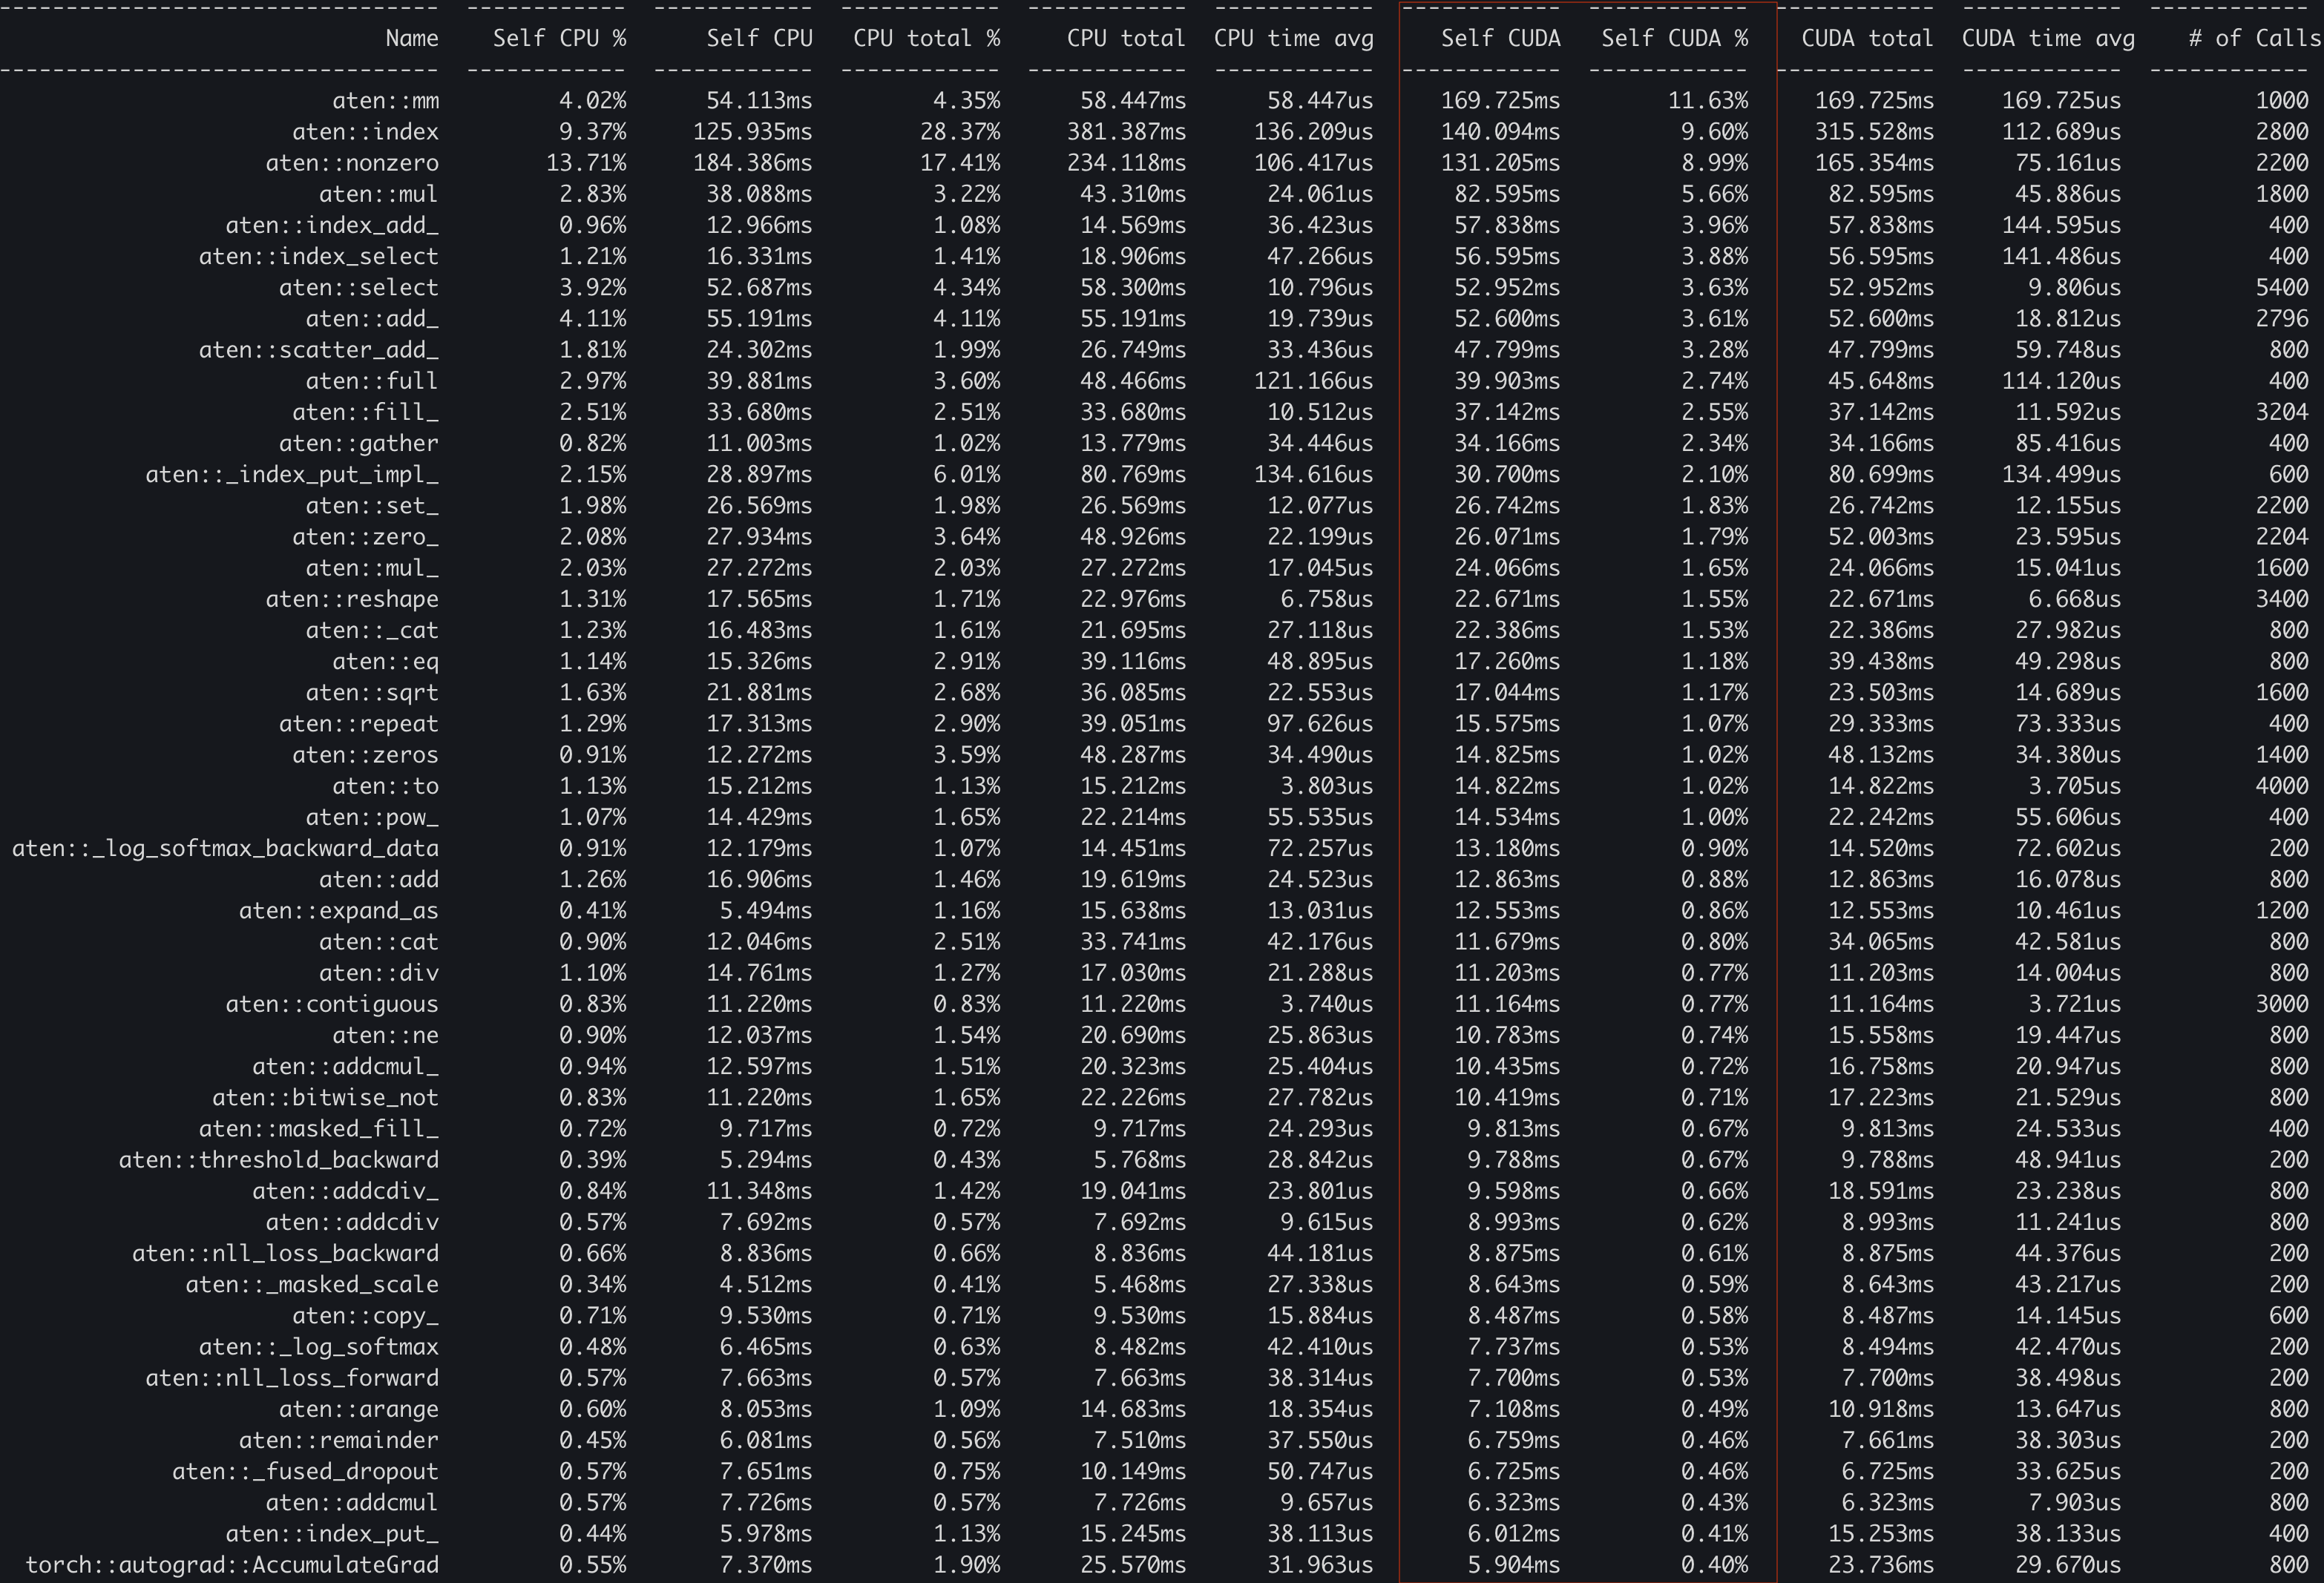 Name Self CPU % Self CPU CPU total % CPU total CPU time avg Self CUDA Self CUDA % CUDA total CUDA time avg # of Calls
aten::mm 4.02% 54.113ms 4.35% 58.447ms 58.447us 169.725ms 11.63% 169.725ms 169.725us 1000
aten::index 9.37% 125.935ms 28.37% 381.387ms 136.209us 140.094ms 9.60% 315.528ms 112.689us 2800
aten::nonzero 13.71% 184.386ms 17.41% 234.118ms 106.417us 131.205ms 8.99% 165.354ms 75.161us 2200
aten::mul 2.83% 38.088ms 3.22% 43.310ms 24.061us 82.595ms 5.66% 82.595ms 45.886us 1800
aten::index_add_ 0.96% 12.966ms 1.08% 14.569ms 36.423us 57.838ms 3.96% 57.838ms 144.595us 400
aten::index_select 1.21% 16.331ms 1.41% 18.906ms 47.266us 56.595ms 3.88% 56.595ms 141.486us 400
aten::select 3.92% 52.687ms 4.34% 58.300ms 10.796us 52.952ms 3.63% 52.952ms 9.806us 5400
aten::add_ 4.11% 55.191ms 4.11% 55.191ms 19.739us 52.600ms 3.61% 52.600ms 18.812us 2796
aten::scatter_add_ 1.81% 24.302ms 1.99% 26.749ms 33.436us 47.799ms 3.28% 47.799ms 59.748us 800
aten::full 2.97% 39.881ms 3.60% 48.466ms 121.166us 39.903ms 2.74% 45.648ms 114.120us 400
aten::fill_ 2.51% 33.680ms 2.51% 33.680ms 10.512us 37.142ms 2.55% 37.142ms 11.592us 3204
aten::gather 0.82% 11.003ms 1.02% 13.779ms 34.446us 34.166ms 2.34% 34.166ms 85.416us 400
aten::_index_put_impl_ 2.15% 28.897ms 6.01% 80.769ms 134.616us 30.700ms 2.10% 80.699ms 134.499us 600
aten::set_ 1.98% 26.569ms 1.98% 26.569ms 12.077us 26.742ms 1.83% 26.742ms 12.155us 2200
aten::zero_ 2.08% 27.934ms 3.64% 48.926ms 22.199us 26.071ms 1.79% 52.003ms 23.595us 2204
aten::mul_ 2.03% 27.272ms 2.03% 27.272ms 17.045us 24.066ms 1.65% 24.066ms 15.041us 1600
aten::reshape 1.31% 17.565ms 1.71% 22.976ms 6.758us 22.671ms 1.55% 22.671ms 6.668us 3400
aten::_cat 1.23% 16.483ms 1.61% 21.695ms 27.118us 22.386ms 1.53% 22.386ms 27.982us 800
aten::eq 1.14% 15.326ms 2.91% 39.116ms 48.895us 17.260ms 1.18% 39.438ms 49.298us 800
aten::sqrt 1.63% 21.881ms 2.68% 36.085ms 22.553us 17.044ms 1.17% 23.503ms 14.689us 1600
aten::repeat 1.29% 17.313ms 2.90% 39.051ms 97.626us 15.575ms 1.07% 29.333ms 73.333us 400
aten::zeros 0.91% 12.272ms 3.59% 48.287ms 34.490us 14.825ms 1.02% 48.132ms 34.380us 1400
aten::to 1.13% 15.212ms 1.13% 15.212ms 3.803us 14.822ms 1.02% 14.822ms 3.705us 4000
aten::pow_ 1.07% 14.429ms 1.65% 22.214ms 55.535us 14.534ms 1.00% 22.242ms 55.606us 400
aten::_log_softmax_backward_data 0.91% 12.179ms 1.07% 14.451ms 72.257us 13.180ms 0.90% 14.520ms 72.602us 200
aten::add 1.26% 16.906ms 1.46% 19.619ms 24.523us 12.863ms 0.88% 12.863ms 16.078us 800
aten::expand_as 0.41% 5.494ms 1.16% 15.638ms 13.031us 12.553ms 0.86% 12.553ms 10.461us 1200
aten::cat 0.90% 12.046ms 2.51% 33.741ms 42.176us 11.679ms 0.80% 34.065ms 42.581us 800
aten::div 1.10% 14.761ms 1.27% 17.030ms 21.288us 11.203ms 0.77% 11.203ms 14.004us 800
aten::contiguous 0.83% 11.220ms 0.83% 11.220ms 3.740us 11.164ms 0.77% 11.164ms 3.721us 3000
aten::ne 0.90% 12.037ms 1.54% 20.690ms 25.863us 10.783ms 0.74% 15.558ms 19.447us 800
aten::addcmul_ 0.94% 12.597ms 1.51% 20.323ms 25.404us 10.435ms 0.72% 16.758ms 20.947us 800
aten::bitwise_not 0.83% 11.220ms 1.65% 22.226ms 27.782us 10.419ms 0.71% 17.223ms 21.529us 800
aten::masked_fill_ 0.72% 9.717ms 0.72% 9.717ms 24.293us 9.813ms 0.67% 9.813ms 24.533us 400
aten::threshold_backward 0.39% 5.294ms 0.43% 5.768ms 28.842us 9.788ms 0.67% 9.788ms 48.941us 200
aten::addcdiv_ 0.84% 11.348ms 1.42% 19.041ms 23.801us 9.598ms 0.66% 18.591ms 23.238us 800
aten::addcdiv 0.57% 7.692ms 0.57% 7.692ms 9.615us 8.993ms 0.62% 8.993ms 11.241us 800
aten::nll_loss_backward 0.66% 8.836ms 0.66% 8.836ms 44.181us 8.875ms 0.61% 8.875ms 44.376us 200
aten::_masked_scale 0.34% 4.512ms 0.41% 5.468ms 27.338us 8.643ms 0.59% 8.643ms 43.217us 200
aten::copy_ 0.71% 9.530ms 0.71% 9.530ms 15.884us 8.487ms 0.58% 8.487ms 14.145us 600
aten::_log_softmax 0.48% 6.465ms 0.63% 8.482ms 42.410us 7.737ms 0.53% 8.494ms 42.470us 200
aten::nll_loss_forward 0.57% 7.663ms 0.57% 7.663ms 38.314us 7.700ms 0.53% 7.700ms 38.498us 200
aten::arange 0.60% 8.053ms 1.09% 14.683ms 18.354us 7.108ms 0.49% 10.918ms 13.647us 800
aten::remainder 0.45% 6.081ms 0.56% 7.510ms 37.550us 6.759ms 0.46% 7.661ms 38.303us 200
aten::_fused_dropout 0.57% 7.651ms 0.75% 10.149ms 50.747us 6.725ms 0.46% 6.725ms 33.625us 200
aten::addcmul 0.57% 7.726ms 0.57% 7.726ms 9.657us 6.323ms 0.43% 6.323ms 7.903us 800
aten::index_put_ 0.44% 5.978ms 1.13% 15.245ms 38.113us 6.012ms 0.41% 15.253ms 38.133us 400
torch::autograd::AccumulateGrad 0.55% 7.370ms 1.90% 25.570ms 31.963us 5.904ms 0.40% 23.736ms 29.670us 800